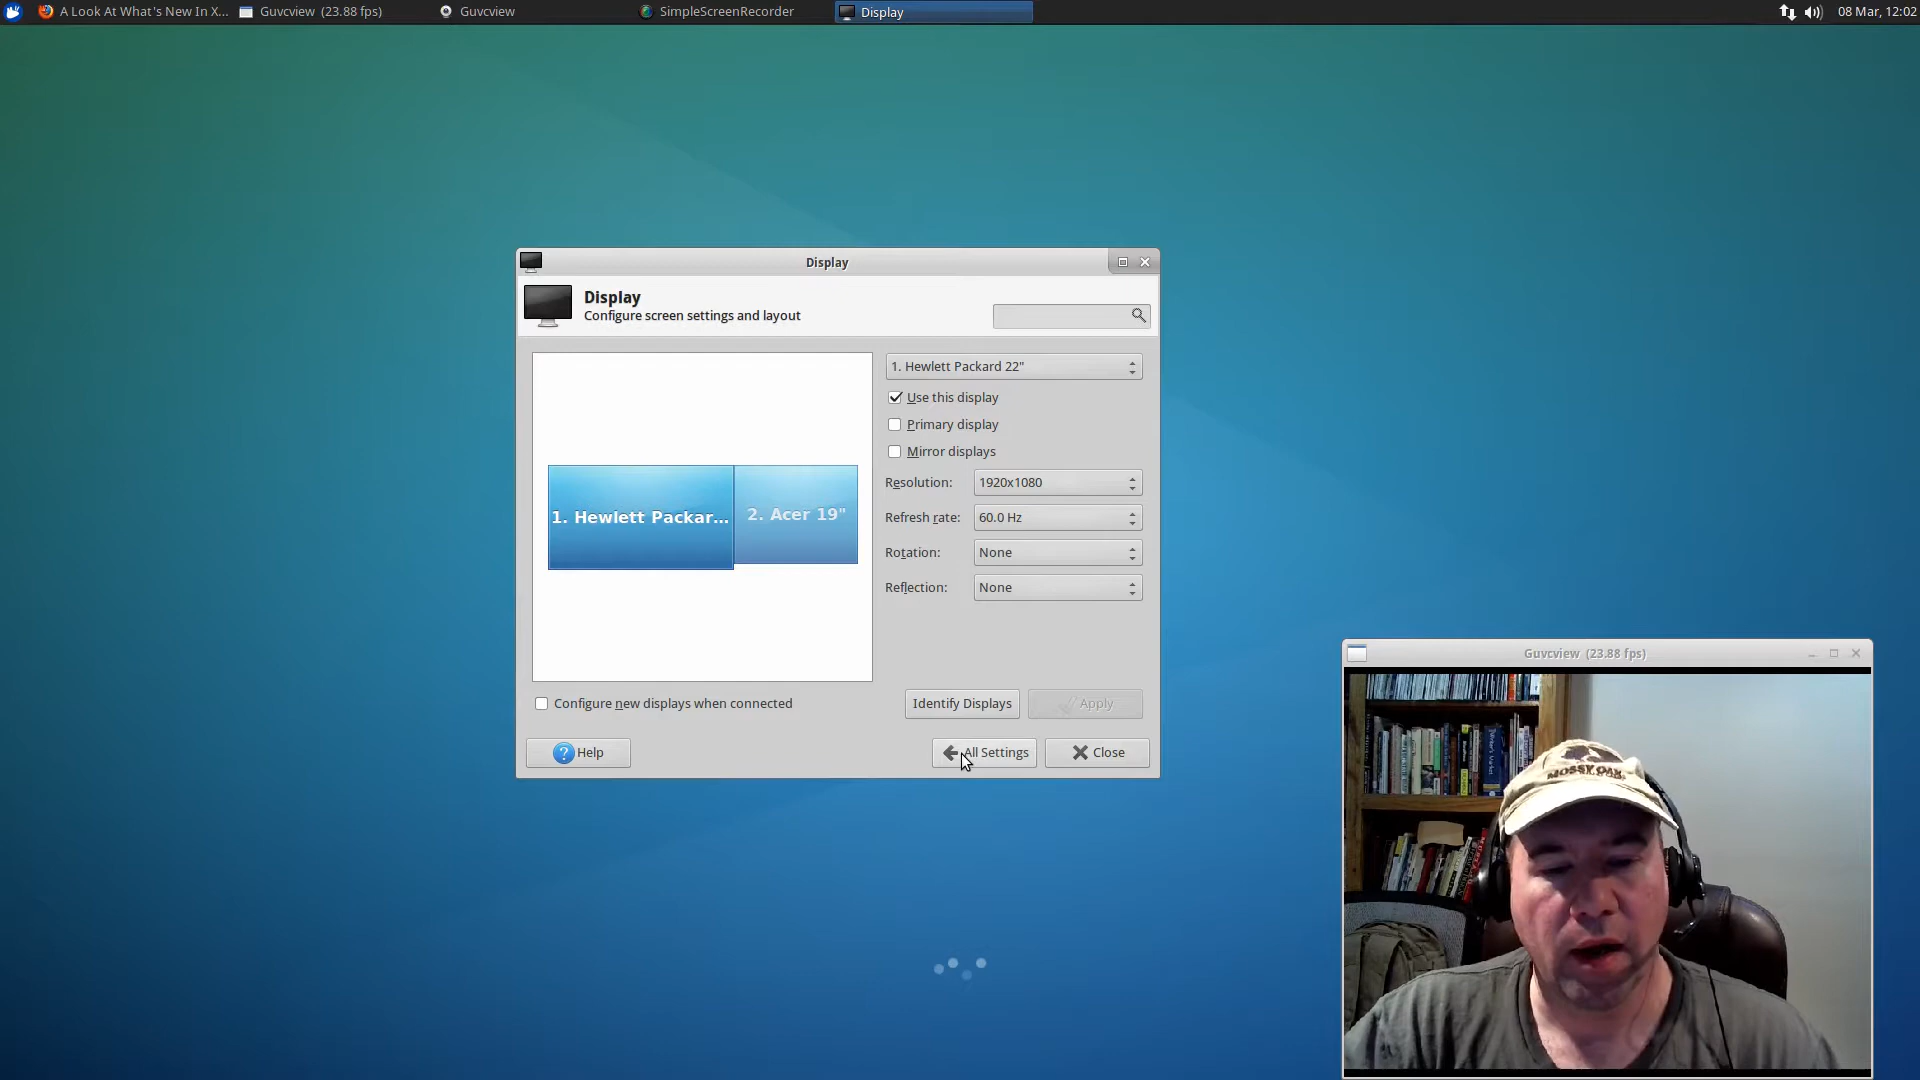 A Look At What's New In X...
Guvcview (23.88 fps)
Guvcview
SimpleScreenRecorder
Display
08 Mar, 12:02
Display
Display
Configure screen settings and layout
1. Hewlett Packard 22"
Use this display
Primary display
Mirror displays
1. Hewlett Packar...
2. Acer 19"
Resolution:
1920x1080
Refresh rate:
60.0 Hz
Rotation:
None
Reflection:
None
Configure new displays when connected
Identify Displays
Apply
Help
All Settings
Close
Guvcview (23.88 fps)
MOSSY OAK